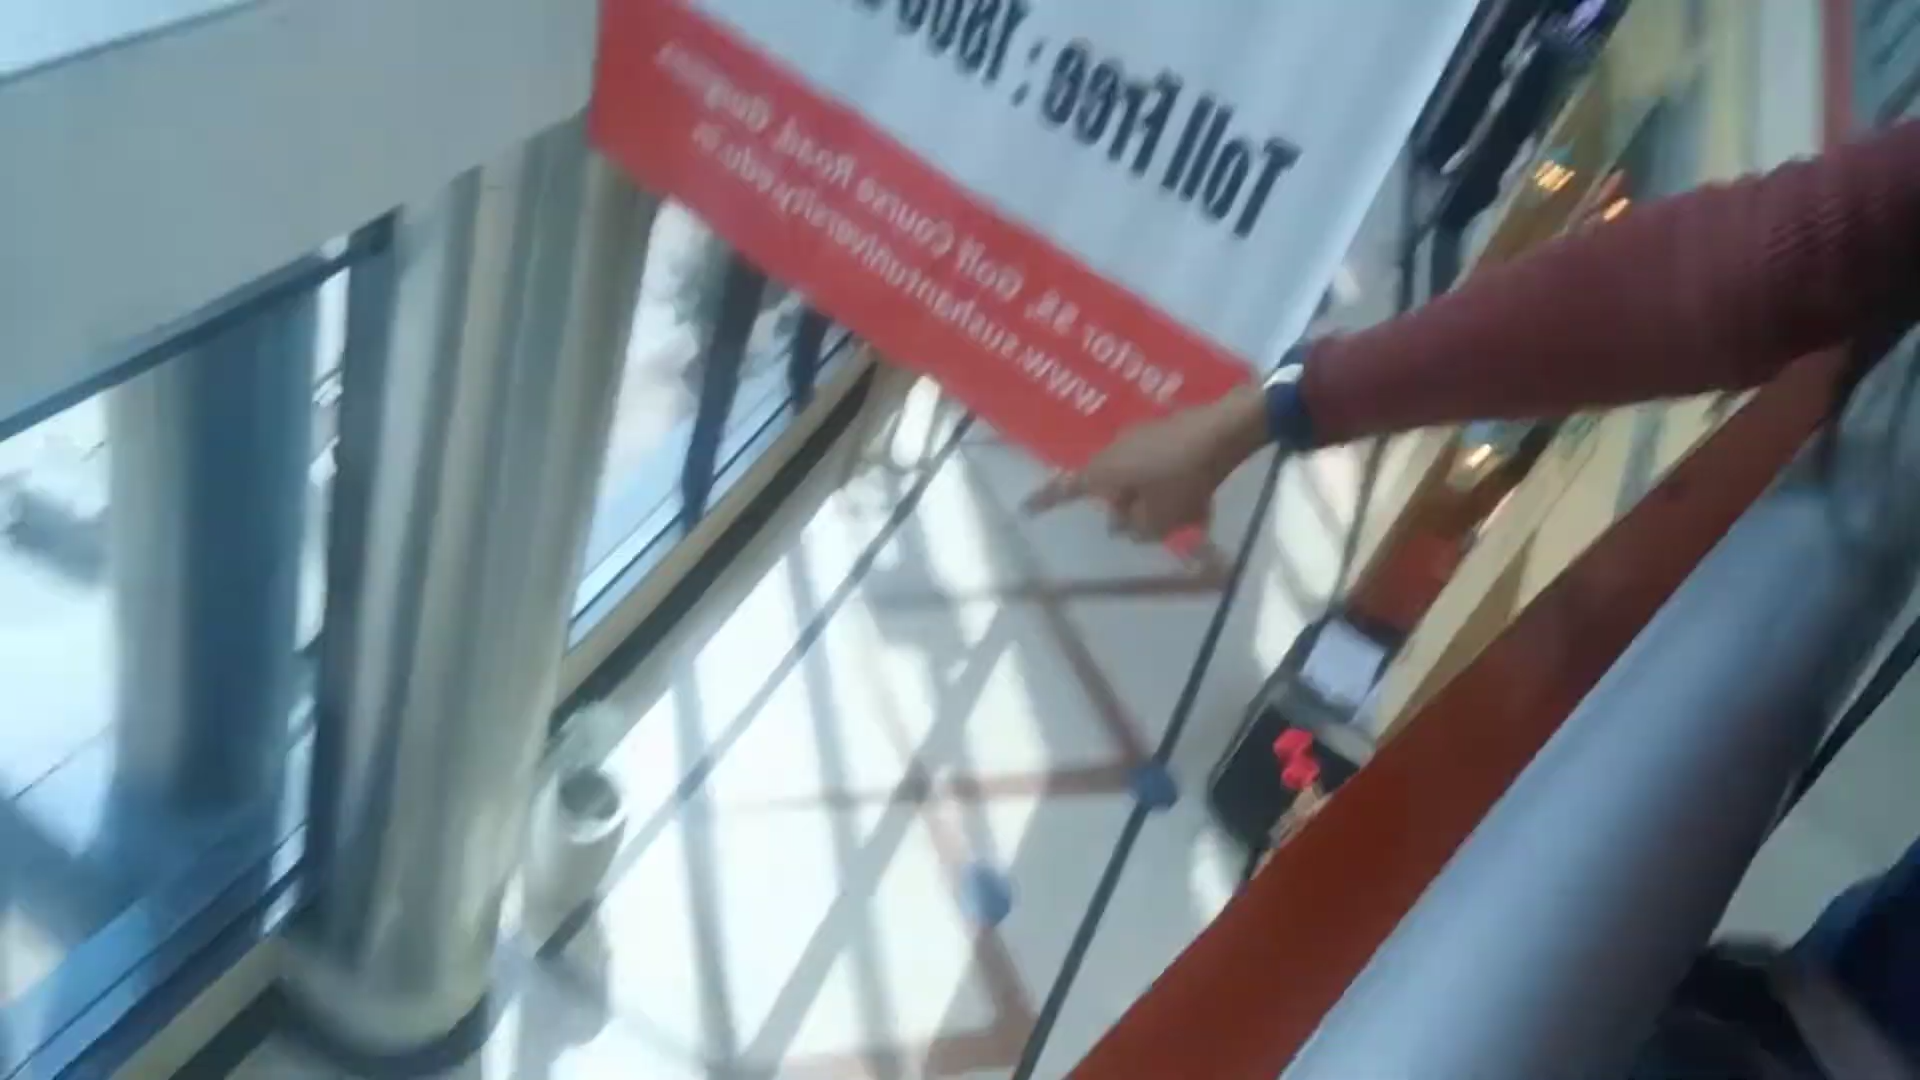 Toll Free : 1800
Sector 55, Golf Course Road, Gurgaon
www.sushantuniversity.edu.in